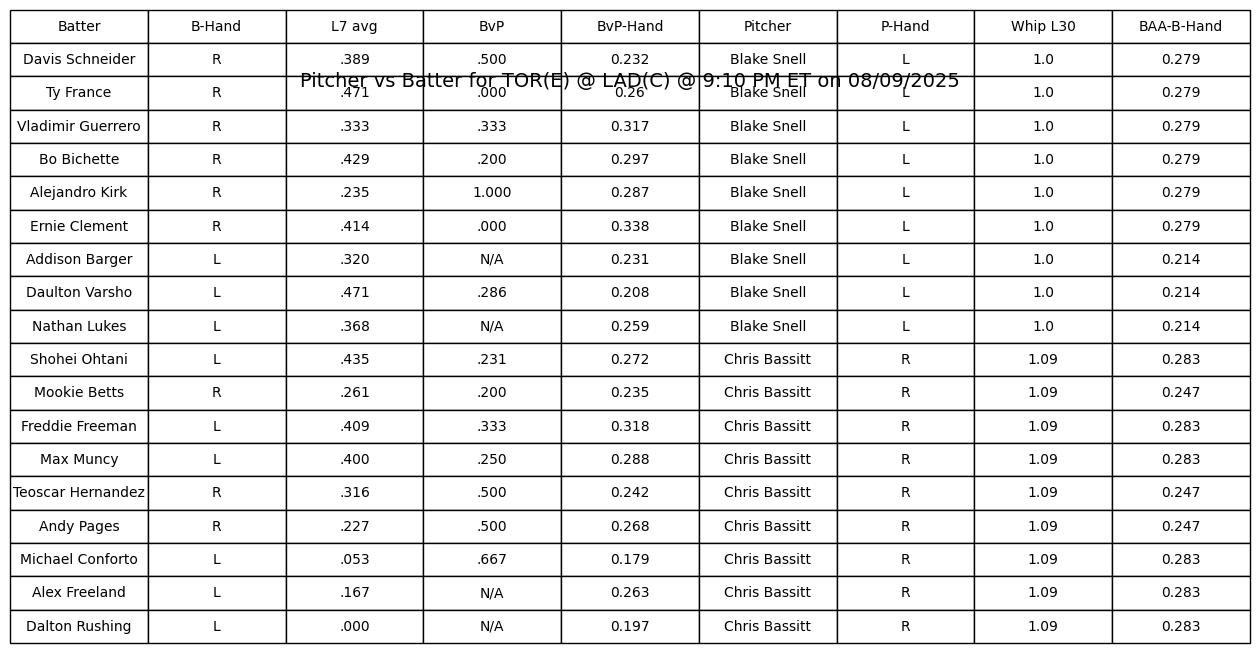 Batter B-Hand L7 avg BvP BvP-Hand Pitcher P-Hand Whip L30 BAA-B-Hand
Davis Schneider R .389 .500 0.232 Blake Snell L 1.0 0.279
Pitcher vs Batter for TOR(E) @ LAD(C) @ 9:10 PM ET on 08/09/2025
Ty France R .471 .000 0.26 Blake Snell L 1.0 0.279
Vladimir Guerrero R .333 .333 0.317 Blake Snell L 1.0 0.279
Bo Bichette R .429 .200 0.297 Blake Snell L 1.0 0.279
Alejandro Kirk R .235 1.000 0.287 Blake Snell L 1.0 0.279
Ernie Clement R .414 .000 0.338 Blake Snell L 1.0 0.279
Addison Barger L .320 N/A 0.231 Blake Snell L 1.0 0.214
Daulton Varsho L .471 .286 0.208 Blake Snell L 1.0 0.214
Nathan Lukes L .368 N/A 0.259 Blake Snell L 1.0 0.214
Shohei Ohtani L .435 .231 0.272 Chris Bassitt R 1.09 0.283
Mookie Betts R .261 .200 0.235 Chris Bassitt R 1.09 0.247
Freddie Freeman L .409 .333 0.318 Chris Bassitt R 1.09 0.283
Max Muncy L .400 .250 0.288 Chris Bassitt R 1.09 0.283
Teoscar Hernandez R .316 .500 0.242 Chris Bassitt R 1.09 0.247
Andy Pages R .227 .500 0.268 Chris Bassitt R 1.09 0.247
Michael Conforto L .053 .667 0.179 Chris Bassitt R 1.09 0.283
Alex Freeland L .167 N/A 0.263 Chris Bassitt R 1.09 0.283
Dalton Rushing L .000 N/A 0.197 Chris Bassitt R 1.09 0.283